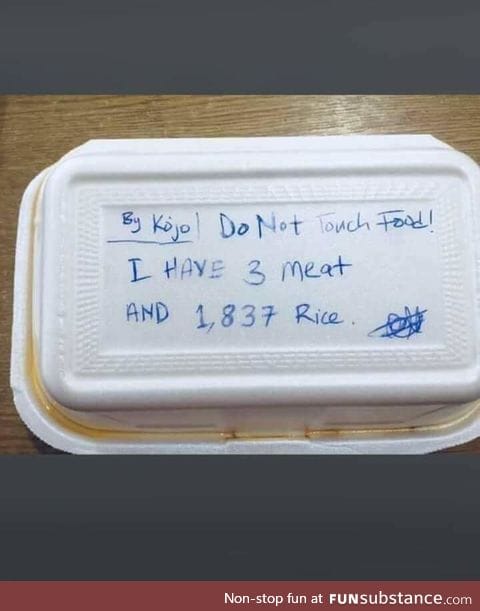 By Kojo Do Not Touch Food!
I HAVE 3 meat
AND 1,837 Rice.
Non-stop fun at FUNsubstance.com